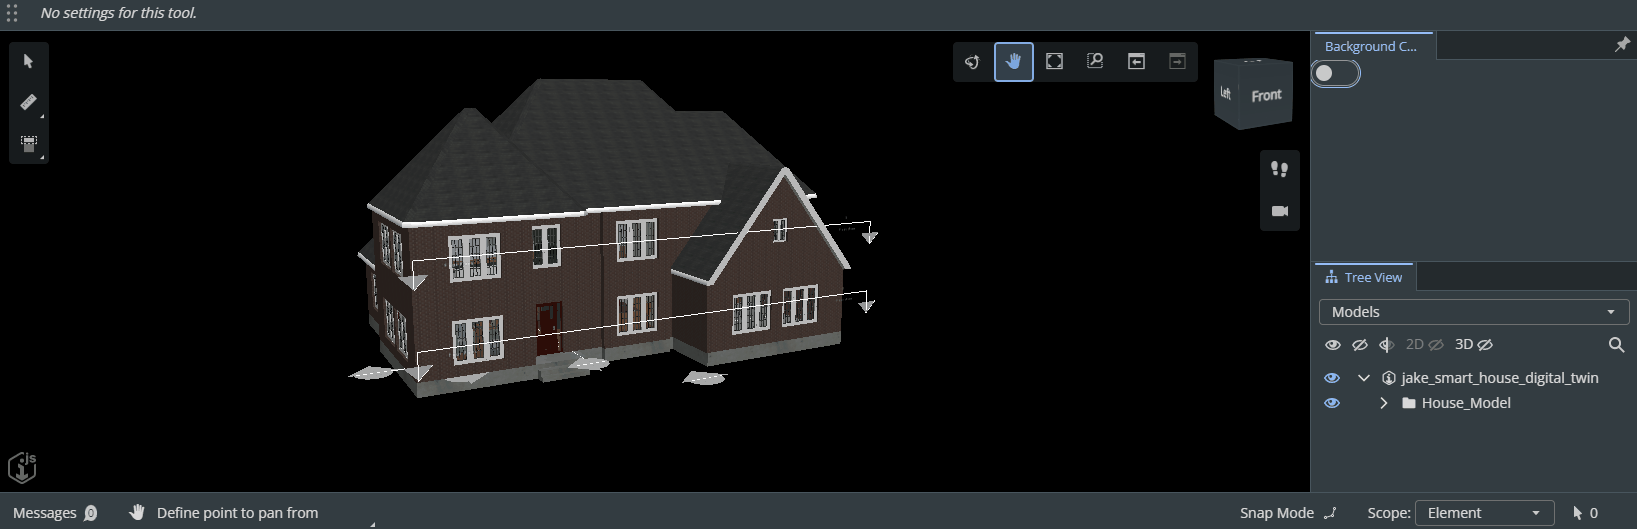 No settings for this tool.
Background C...
Left
Front
Tree View
Models
2D
3D
jake_smart_house_digital_twin
House_Model
js
Messages 0
Define point to pan from
Snap Mode
Scope: Element
0